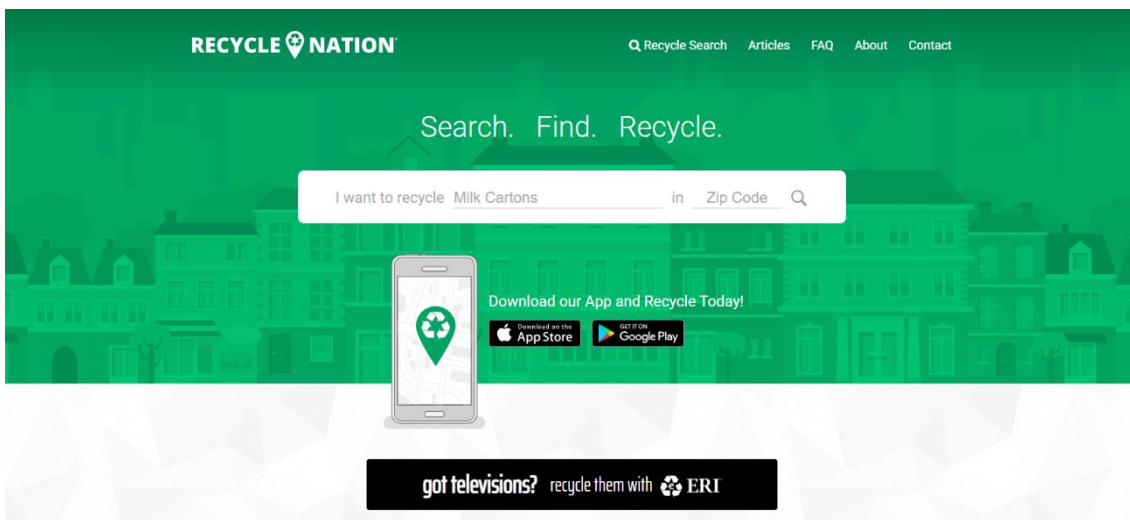 RECYCLE NATION
Recycle Search Articles FAQ About Contact
Search. Find. Recycle.
I want to recycle Milk Cartons in Zip Code
Download our App and Recycle Today!
Download on the App Store
GET IT ON Google Play
got televisions? recycle them with ERI